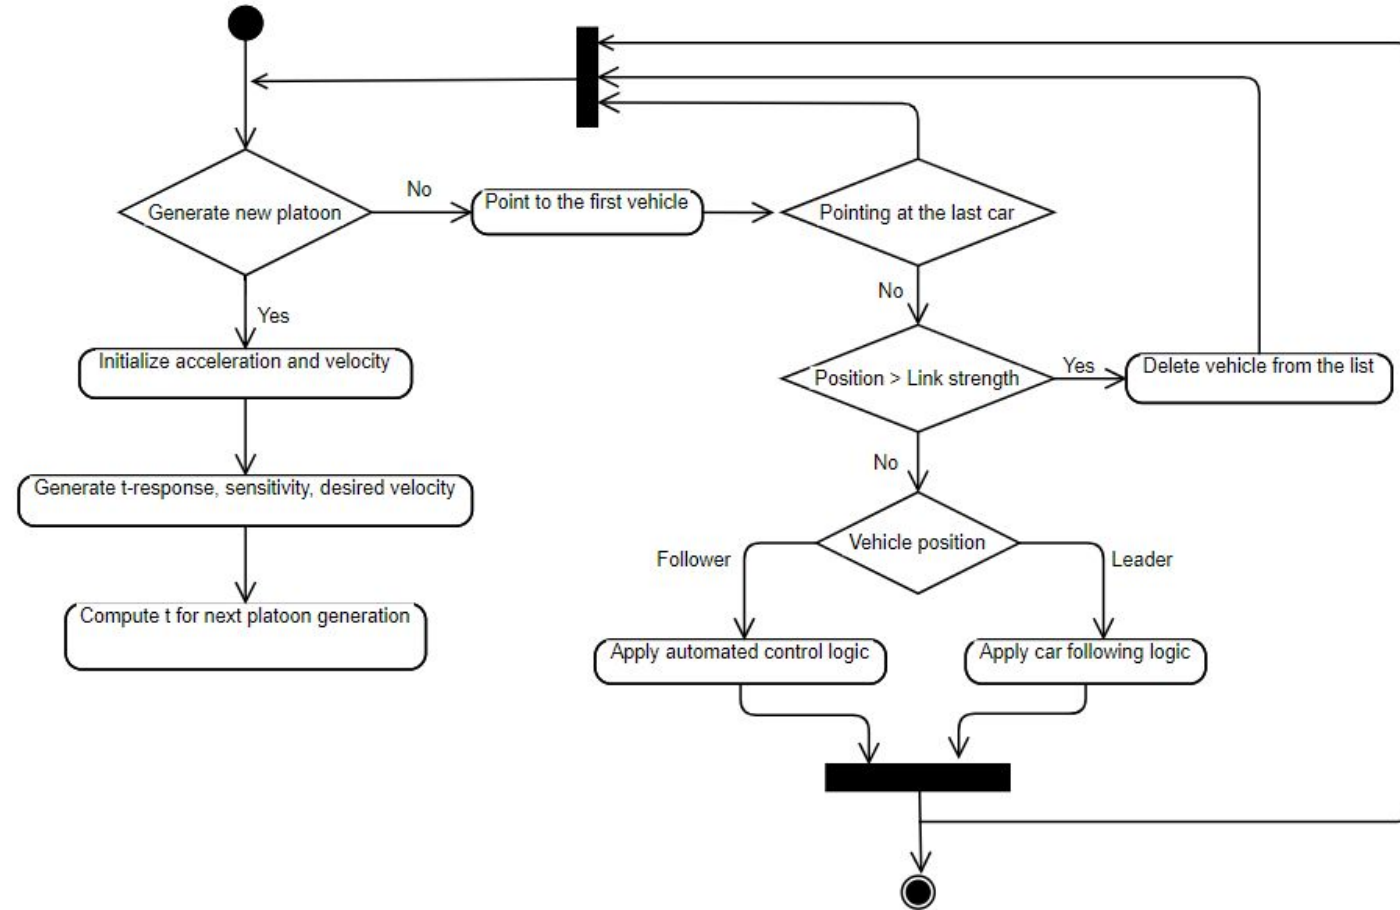 Generate new platoon
No
Point to the first vehicle
Pointing at the last car
Yes
No
Initialize acceleration and velocity
Position > Link strength
Yes
Delete vehicle from the list
No
Generate t-response, sensitivity, desired velocity
Vehicle position
Follower
Leader
Compute t for next platoon generation
Apply automated control logic
Apply car following logic